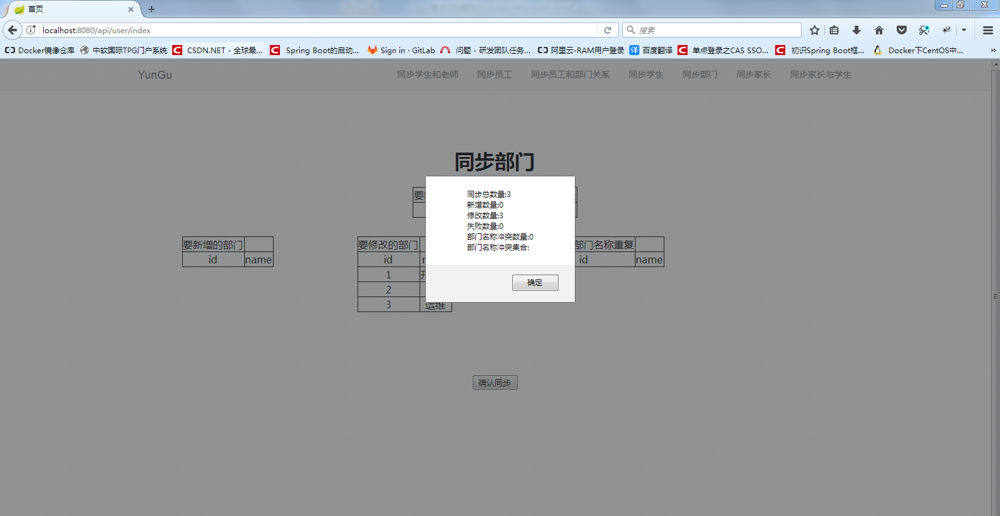 首页
localhost:8080/api/user/index
搜索
Docker镜像仓库 中软国际TPG门户系统 CSDN.NET - 全球最... Spring Boot的启动... Sign in · GitLab 问题 - 研发团队任务... 阿里云-RAM用户登录 百度翻译 单点登录之CAS SSO... 初识Spring Boot框... Docker下CentOS中... »
YunGu 同步学生和老师 同步员工 同步员工和部门关系 同步学生 同步部门 同步家长 同步家长与学生
同步部门
同步总数量:3
新增数量:0
修改数量:3
失败数量:0
部门名称冲突数量:0
部门名称冲突集合:
确定
要新增的部门
id name
要修改的部门
id
1
2
3 运维
部门名称重复
id name
确认同步